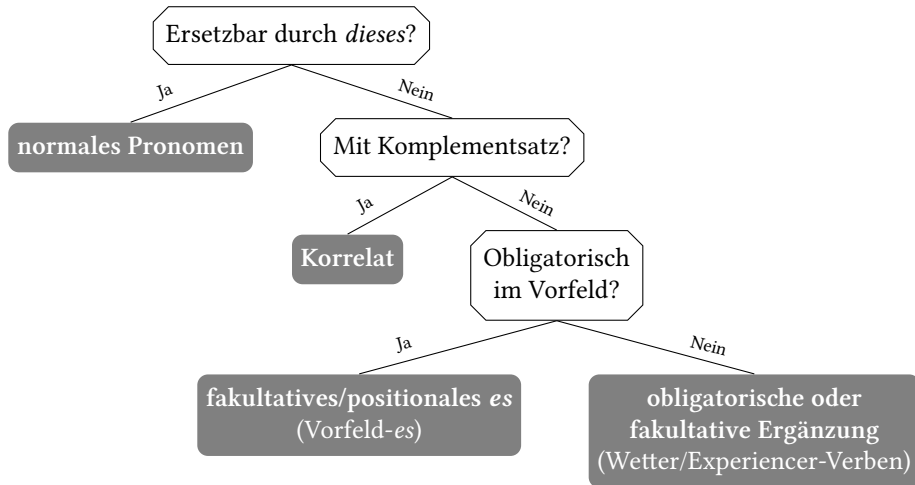 Ersetzbar durch dieses?
Ja
Nein
normales Pronomen
Mit Komplementsatz?
Ja
Nein
Korrelat
Obligatorisch
im Vorfeld?
Ja
Nein
fakultatives/positionales es
(Vorfeld-es)
obligatorische oder
fakultative Ergänzung
(Wetter/Experiencer-Verben)